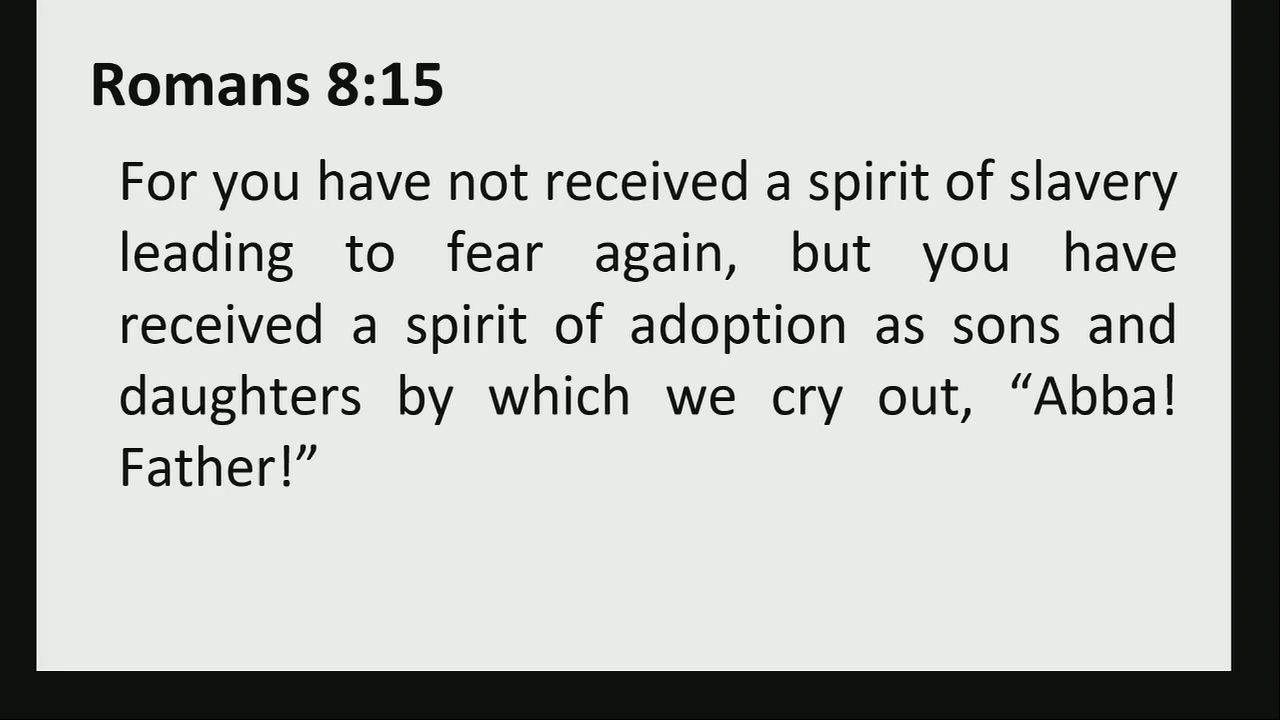 Romans 8:15
For you have not received a spirit of slavery
leading to fear again, but you have
received a spirit of adoption as sons and
daughters by which we cry out, “Abba!
Father!”